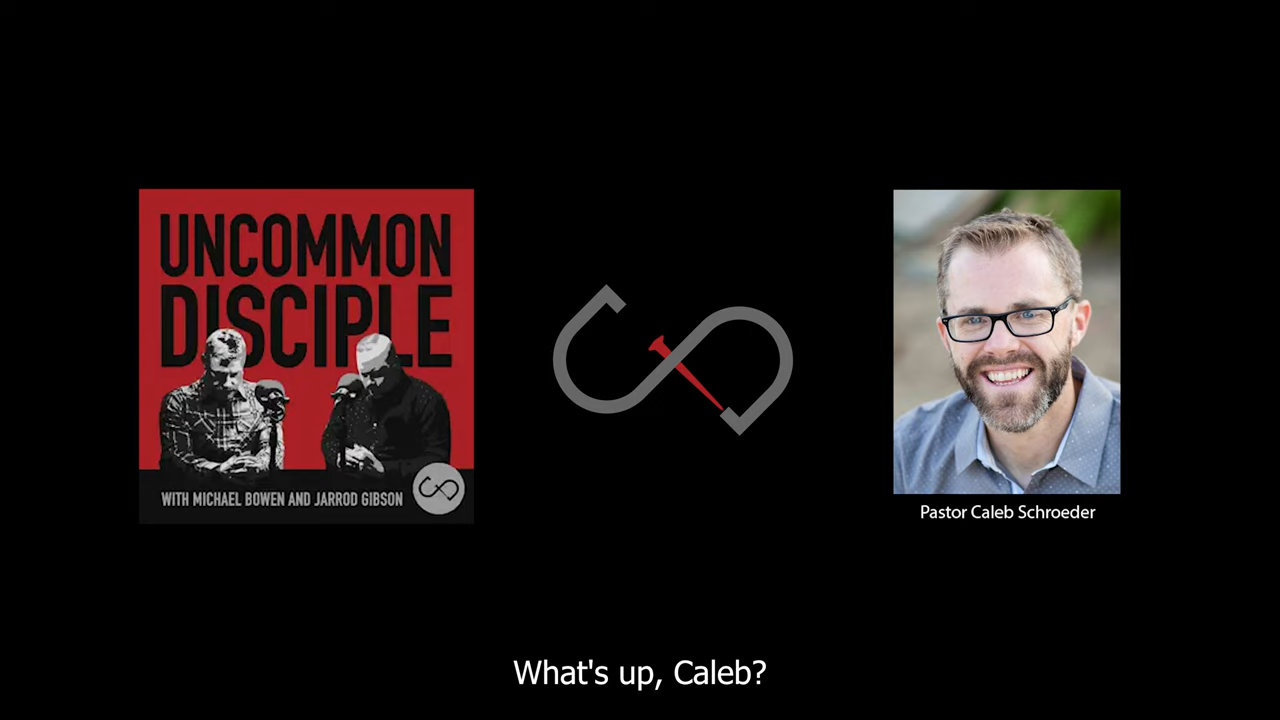 UNCOMMON
DISCIPLE
WITH MICHAEL BOWEN AND JARROD GIBSON
Pastor Caleb Schroeder
What's up, Caleb?